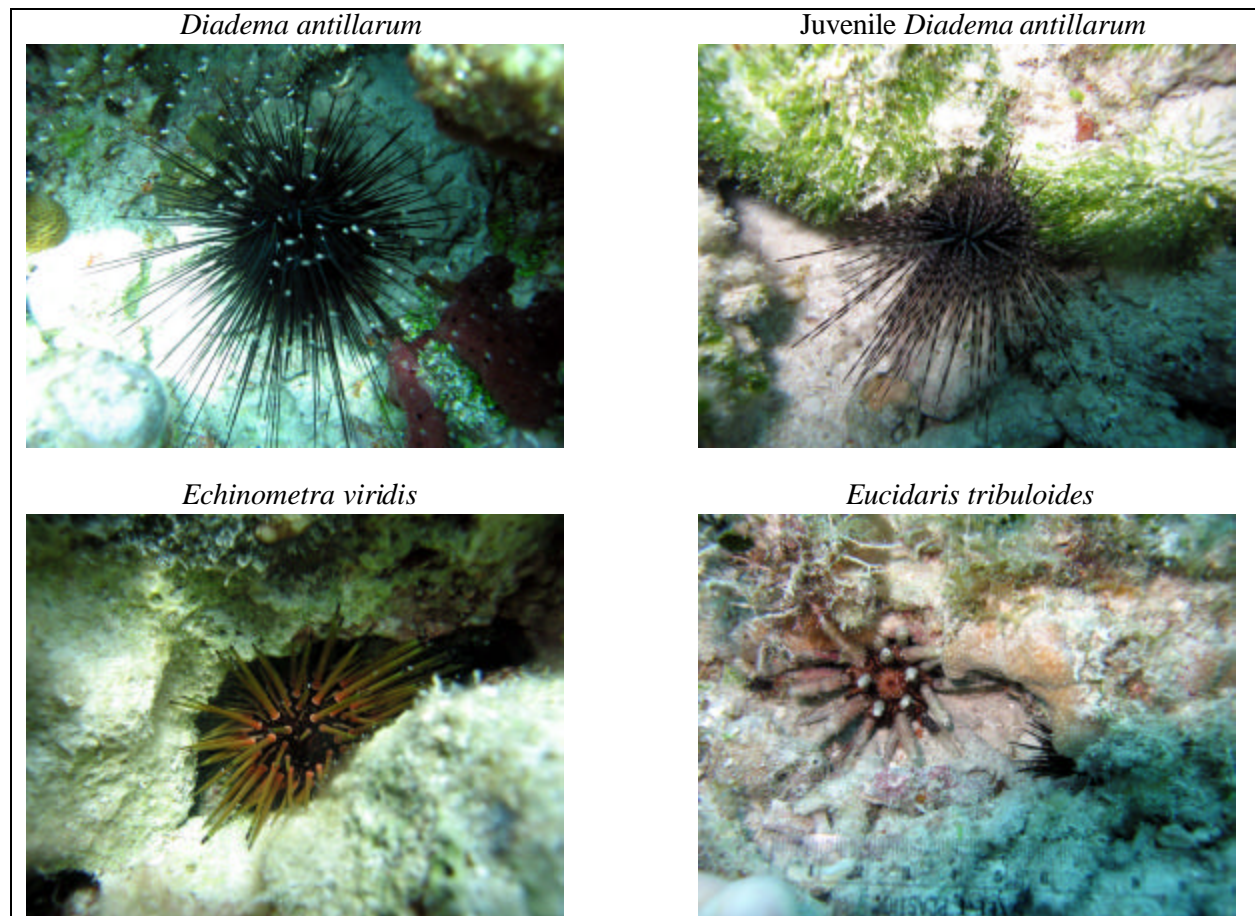 Diadema antillarum
Juvenile Diadema antillarum
Echinometra viridis
Eucidaris tribuloides